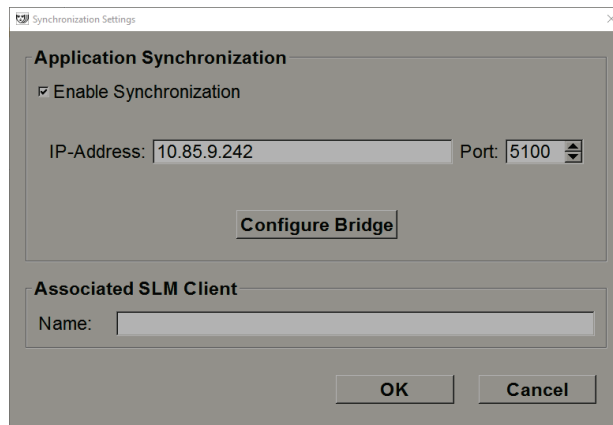 Synchronization Settings
Application Synchronization
Enable Synchronization
IP-Address: 10.85.9.242 Port: 5100
Configure Bridge
Associated SLM Client
Name:
OK Cancel